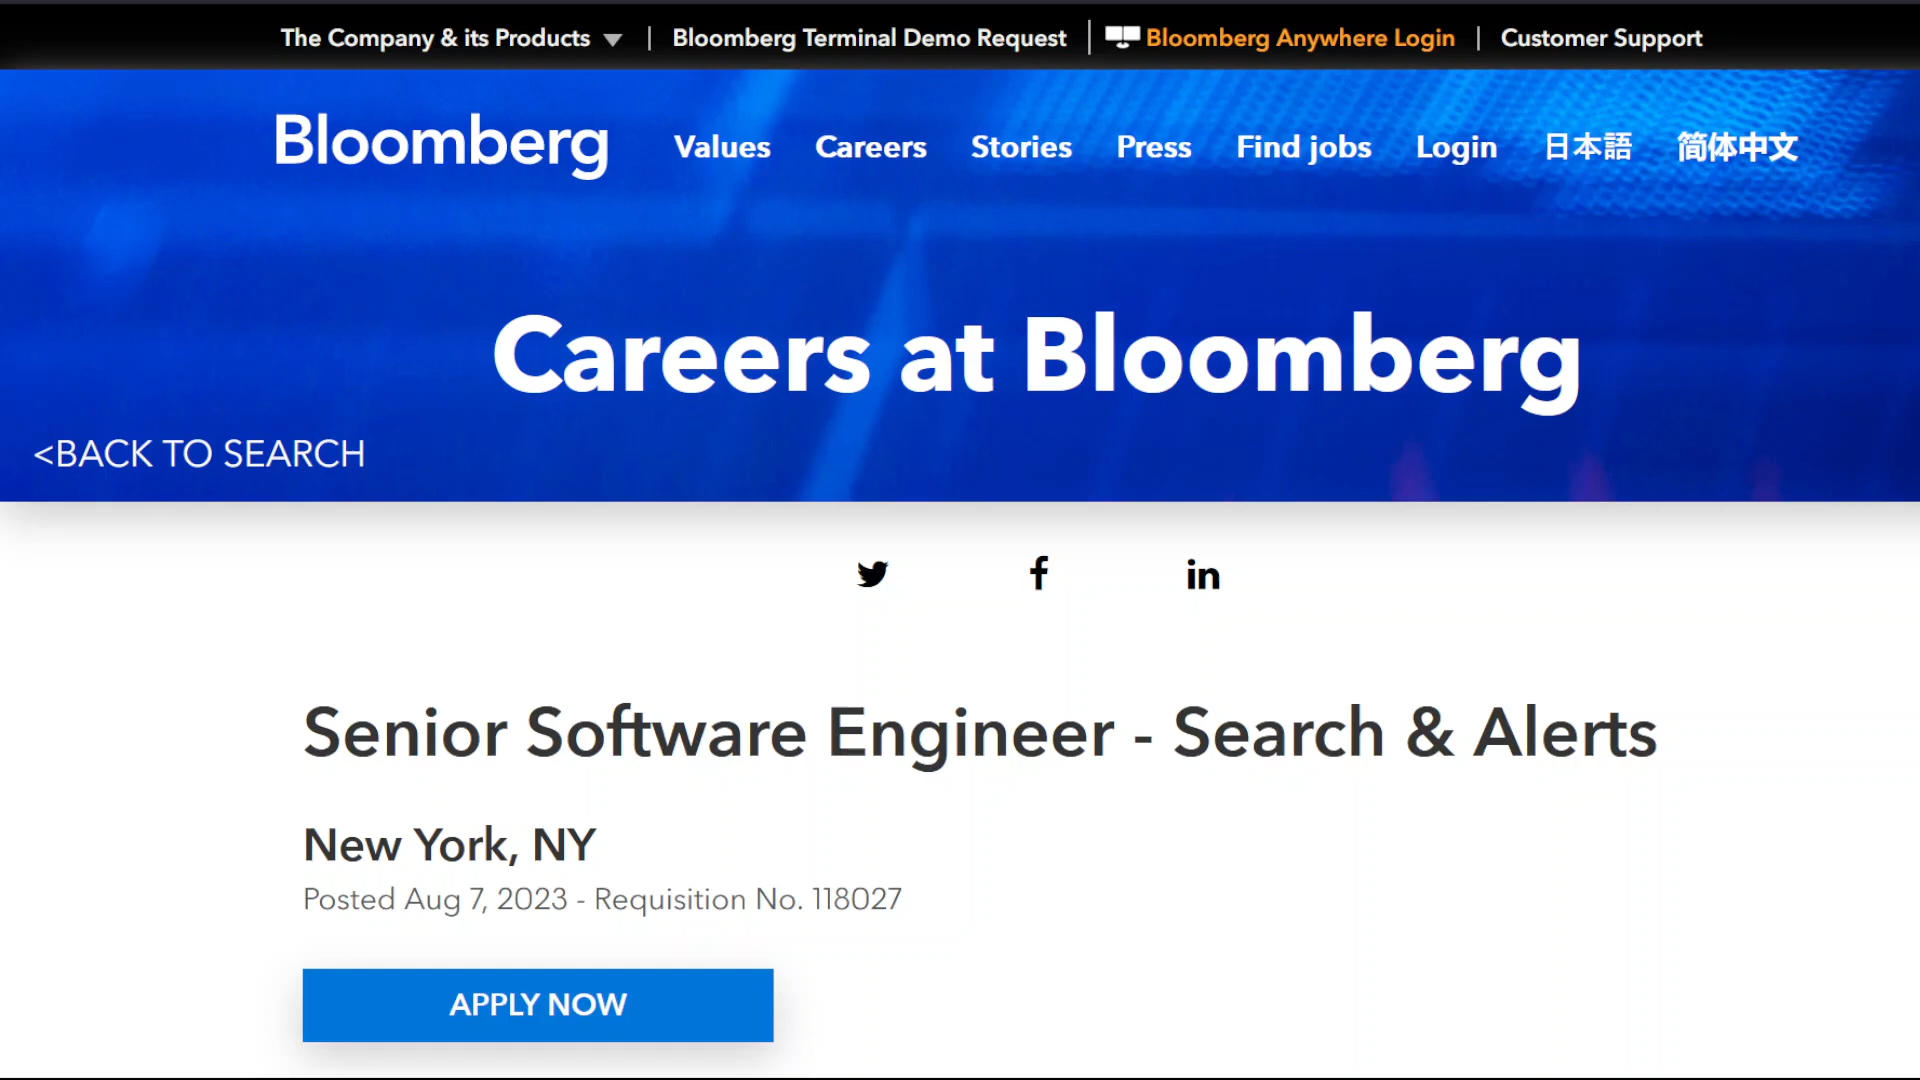 The Company & its Products | Bloomberg Terminal Demo Request | Bloomberg Anywhere Login | Customer Support
Bloomberg Values Careers Stories Press Find jobs Login 日本語 简体中文
Careers at Bloomberg
<BACK TO SEARCH
Senior Software Engineer - Search & Alerts
New York, NY
Posted Aug 7, 2023 - Requisition No. 118027
APPLY NOW